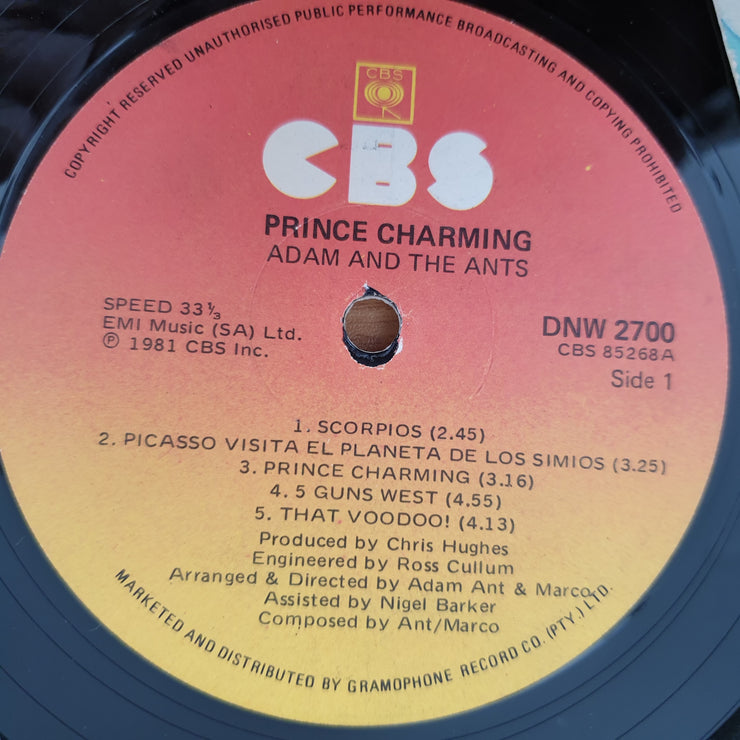 COPYRIGHT RESERVED UNAUTHORISED PUBLIC PERFORMANCE BROADCASTING AND COPYING PROHIBITED
CBS
CBS
PRINCE CHARMING
ADAM AND THE ANTS
SPEED 33⅓
EMI Music (SA) Ltd.
Ⓟ 1981 CBS Inc.
DNW 2700
CBS 85268A
Side 1
1. SCORPIOS (2.45)
2. PICASSO VISITA EL PLANETA DE LOS SIMIOS (3.25)
3. PRINCE CHARMING (3.16)
4. 5 GUNS WEST (4.55)
5. THAT VOODOO! (4.13)
Produced by Chris Hughes
Engineered by Ross Cullum
Arranged & Directed by Adam Ant & Marco
Assisted by Nigel Barker
Composed by Ant/Marco
MARKETED AND DISTRIBUTED BY GRAMOPHONE RECORD CO. (PTY.) LTD.